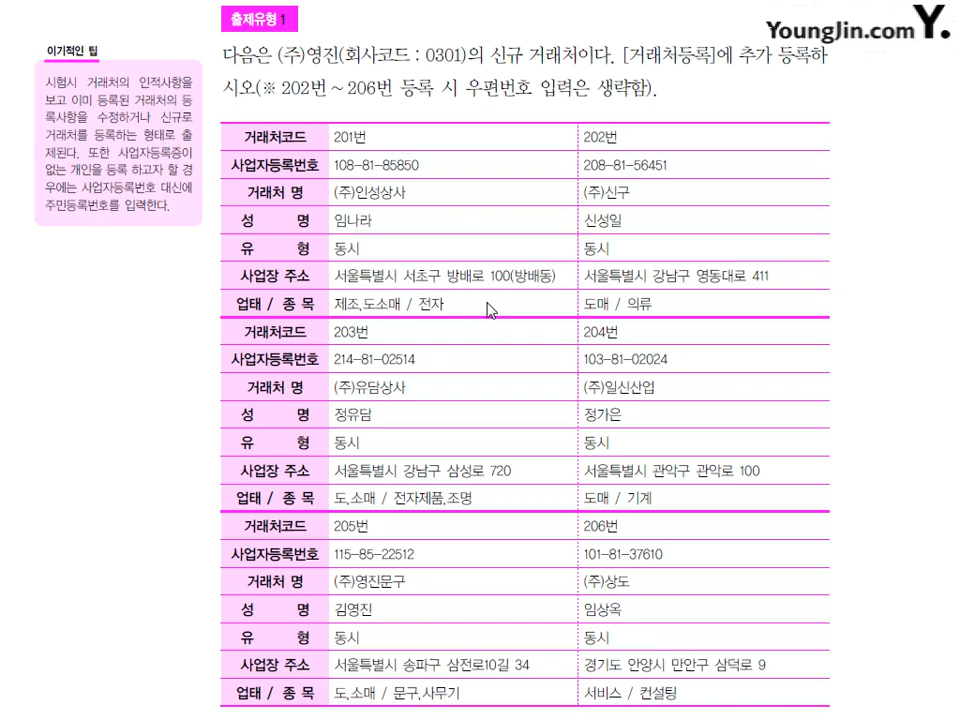 출제유형 1
YoungJin.com Y.
이기적인 팁
시험시 거래처의 인적사항을
보고 이미 등록된 거래처의 등
록사항을 수정하거나 신규로
거래처를 등록하는 형태로 출
제된다. 또한 사업자등록증이
없는 개인을 등록 하고자 할 경
우에는 사업자등록번호 대신에
주민등록번호를 입력한다.
다음은 (주)영진(회사코드 : 0301)의 신규 거래처이다. [거래처등록]에 추가 등록하
시오(※ 202번 ~ 206번 등록 시 우편번호 입력은 생략함).
거래처코드 201번 202번
사업자등록번호 108-81-85850 208-81-56451
거래처 명 (주)인성상사 (주)신구
성 명 임나라 신성일
유 형 동시 동시
사업장 주소 서울특별시 서초구 방배로 100(방배동) 서울특별시 강남구 영동대로 411
업태 / 종 목 제조,도소매 / 전자 도매 / 의류
거래처코드 203번 204번
사업자등록번호 214-81-02514 103-81-02024
거래처 명 (주)유담상사 (주)일신산업
성 명 정유담 정가은
유 형 동시 동시
사업장 주소 서울특별시 강남구 삼성로 720 서울특별시 관악구 관악로 100
업태 / 종 목 도,소매 / 전자제품,조명 도매 / 기계
거래처코드 205번 206번
사업자등록번호 115-85-22512 101-81-37610
거래처 명 (주)영진문구 (주)상도
성 명 김영진 임상옥
유 형 동시 동시
사업장 주소 서울특별시 송파구 삼전로10길 34 경기도 안양시 만안구 삼덕로 9
업태 / 종 목 도,소매 / 문구,사무기 서비스 / 컨설팅